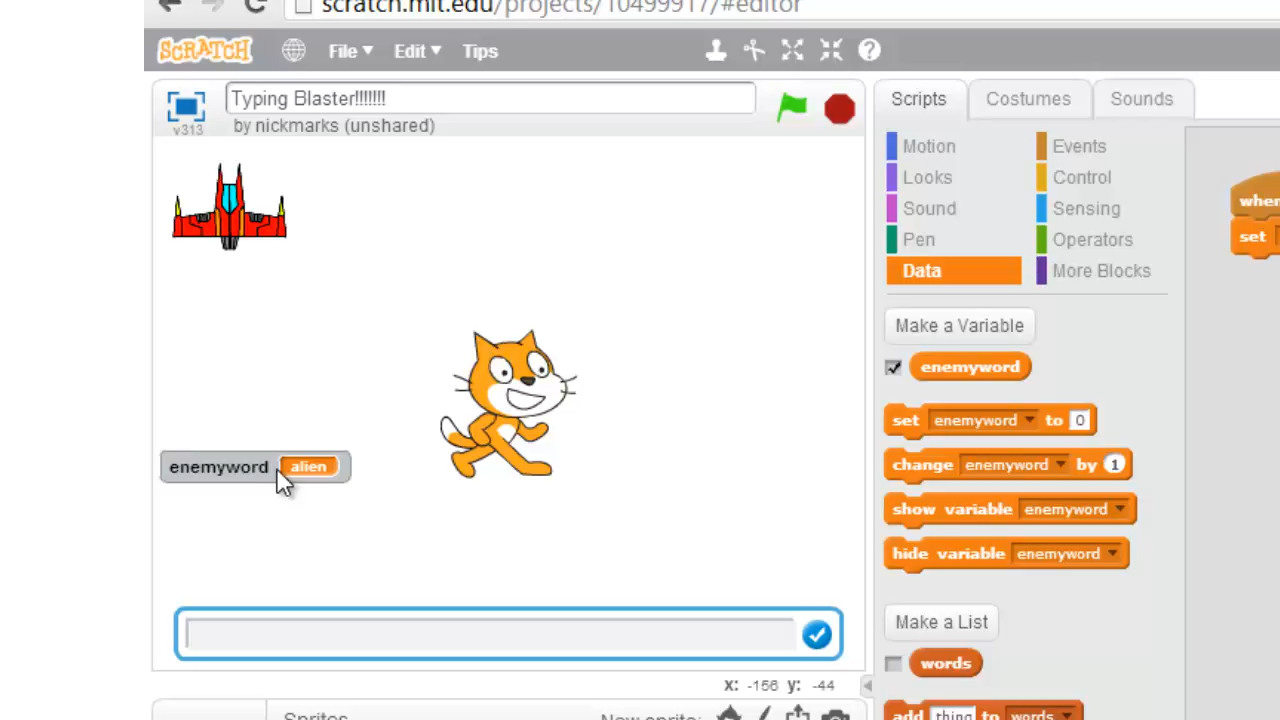 scratch.mit.edu/projects/10499917/#editor
SCRATCH File Edit Tips
Typing Blaster!!!!!!!
v313
by nickmarks (unshared)
enemyword alien
x: -156 y: -44
Sprites New sprite:
Scripts Costumes Sounds
Motion Events
Looks Control
Sound Sensing
Pen Operators
Data More Blocks
Make a Variable
enemyword
set enemyword to 0
change enemyword by 1
show variable enemyword
hide variable enemyword
Make a List
words
add thing to words
when
set